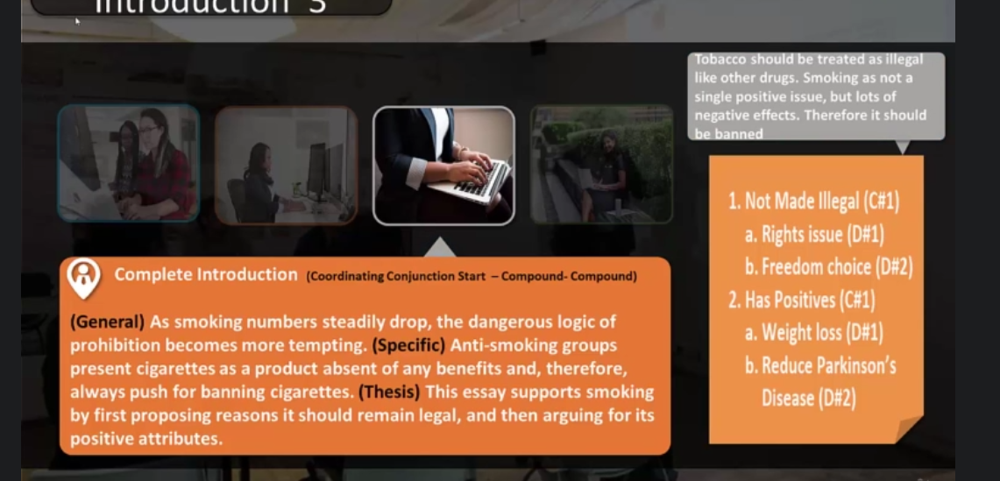 Introduction 3
Tobacco should be treated as illegal
like other drugs. Smoking as not a
single positive issue, but lots of
negative effects. Therefore it should
be banned
1. Not Made Illegal (C#1)
a. Rights issue (D#1)
b. Freedom choice (D#2)
2. Has Positives (C#1)
a. Weight loss (D#1)
b. Reduce Parkinson's
Disease (D#2)
Complete Introduction (Coordinating Conjunction Start – Compound- Compound)
(General) As smoking numbers steadily drop, the dangerous logic of
prohibition becomes more tempting. (Specific) Anti-smoking groups
present cigarettes as a product absent of any benefits and, therefore,
always push for banning cigarettes. (Thesis) This essay supports smoking
by first proposing reasons it should remain legal, and then arguing for its
positive attributes.